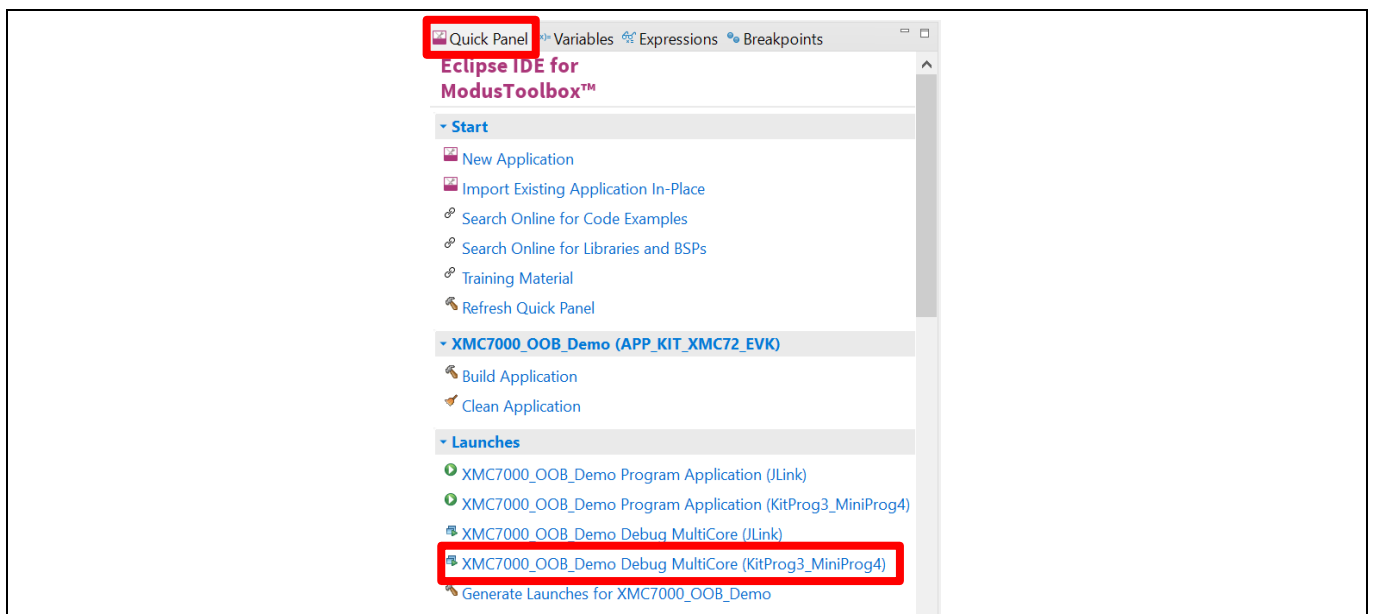 Quick Panel Variables Expressions Breakpoints
Eclipse IDE for
ModusToolbox™
Start
New Application
Import Existing Application In-Place
Search Online for Code Examples
Search Online for Libraries and BSPs
Training Material
Refresh Quick Panel
XMC7000_OOB_Demo (APP_KIT_XMC72_EVK)
Build Application
Clean Application
Launches
XMC7000_OOB_Demo Program Application (JLink)
XMC7000_OOB_Demo Program Application (KitProg3_MiniProg4)
XMC7000_OOB_Demo Debug MultiCore (JLink)
XMC7000_OOB_Demo Debug MultiCore (KitProg3_MiniProg4)
Generate Launches for XMC7000_OOB_Demo